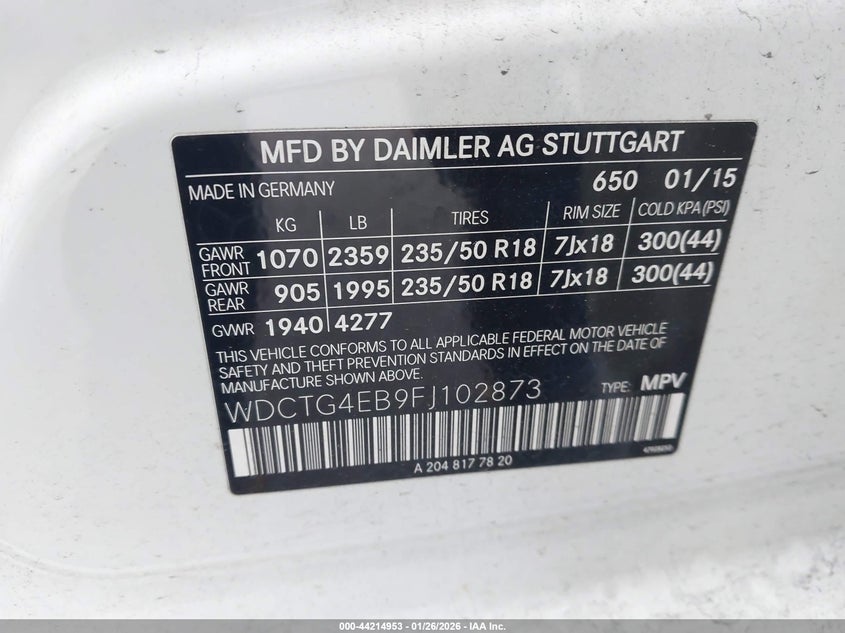 MFD BY DAIMLER AG STUTTGART
MADE IN GERMANY 650 01/15
KG LB TIRES RIM SIZE COLD KPA (PSI)
GAWR FRONT 1070 2359 235/50 R18 7Jx18 300(44)
GAWR REAR 905 1995 235/50 R18 7Jx18 300(44)
GVWR 1940 4277
THIS VEHICLE CONFORMS TO ALL APPLICABLE FEDERAL MOTOR VEHICLE
SAFETY AND THEFT PREVENTION STANDARDS IN EFFECT ON THE DATE OF
MANUFACTURE SHOWN ABOVE.
WDCTG4EB9FJ102873 TYPE: MPV
A 204 817 78 20
000-44214953 - 01/26/2026 - IAA Inc.